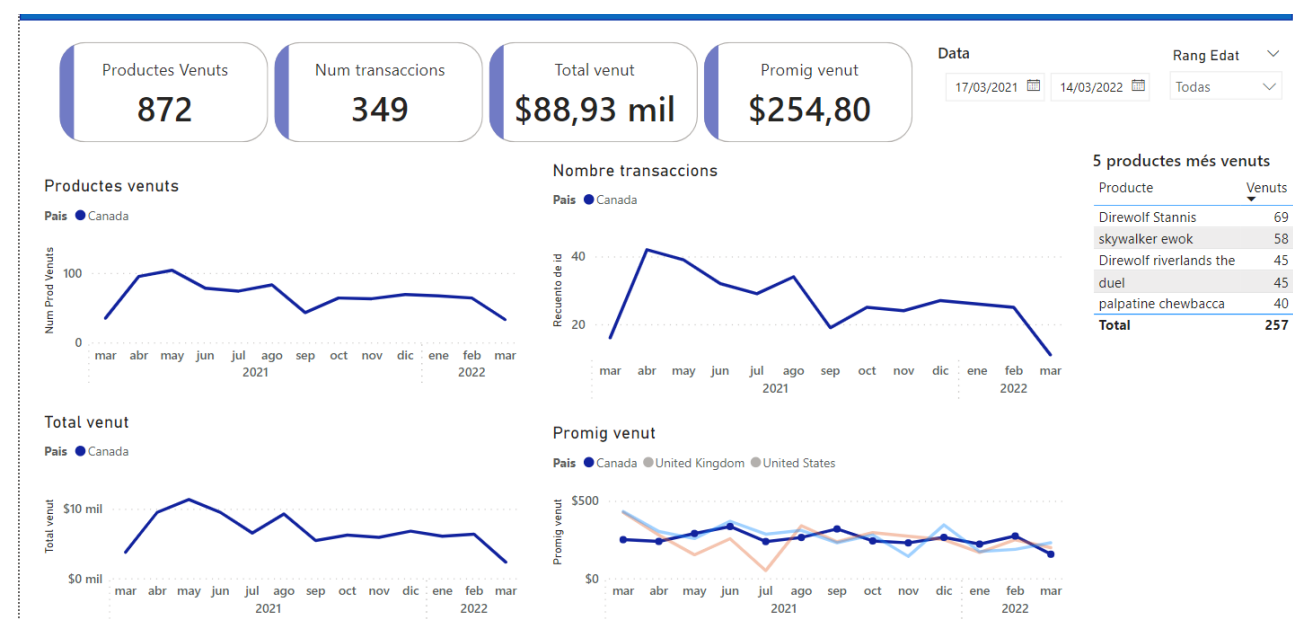 Productes Venuts
872
Num transaccions
349
Total venut
$88,93 mil
Promig venut
$254,80
Data
17/03/2021
14/03/2022
Rang Edat
Todas
Productes venuts
Pais Canada
Num Prod Venuts
100
0
mar abr may jun jul ago sep oct nov dic ene feb mar
2021 2022
Nombre transaccions
Pais Canada
Recuento de id
40
20
mar abr may jun jul ago sep oct nov dic ene feb mar
2021 2022
5 productes més venuts
Producte Venuts
Direwolf Stannis 69
skywalker ewok 58
Direwolf riverlands the 45
duel 45
palpatine chewbacca 40
Total 257
Total venut
Pais Canada
Total venut
$10 mil
$0 mil
mar abr may jun jul ago sep oct nov dic ene feb mar
2021 2022
Promig venut
Pais Canada United Kingdom United States
Promig venut
$500
$0
mar abr may jun jul ago sep oct nov dic ene feb mar
2021 2022